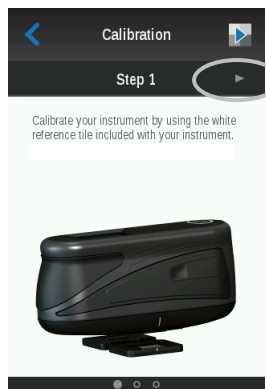 Calibration
Step 1
Calibrate your instrument by using the white
reference tile included with your instrument.